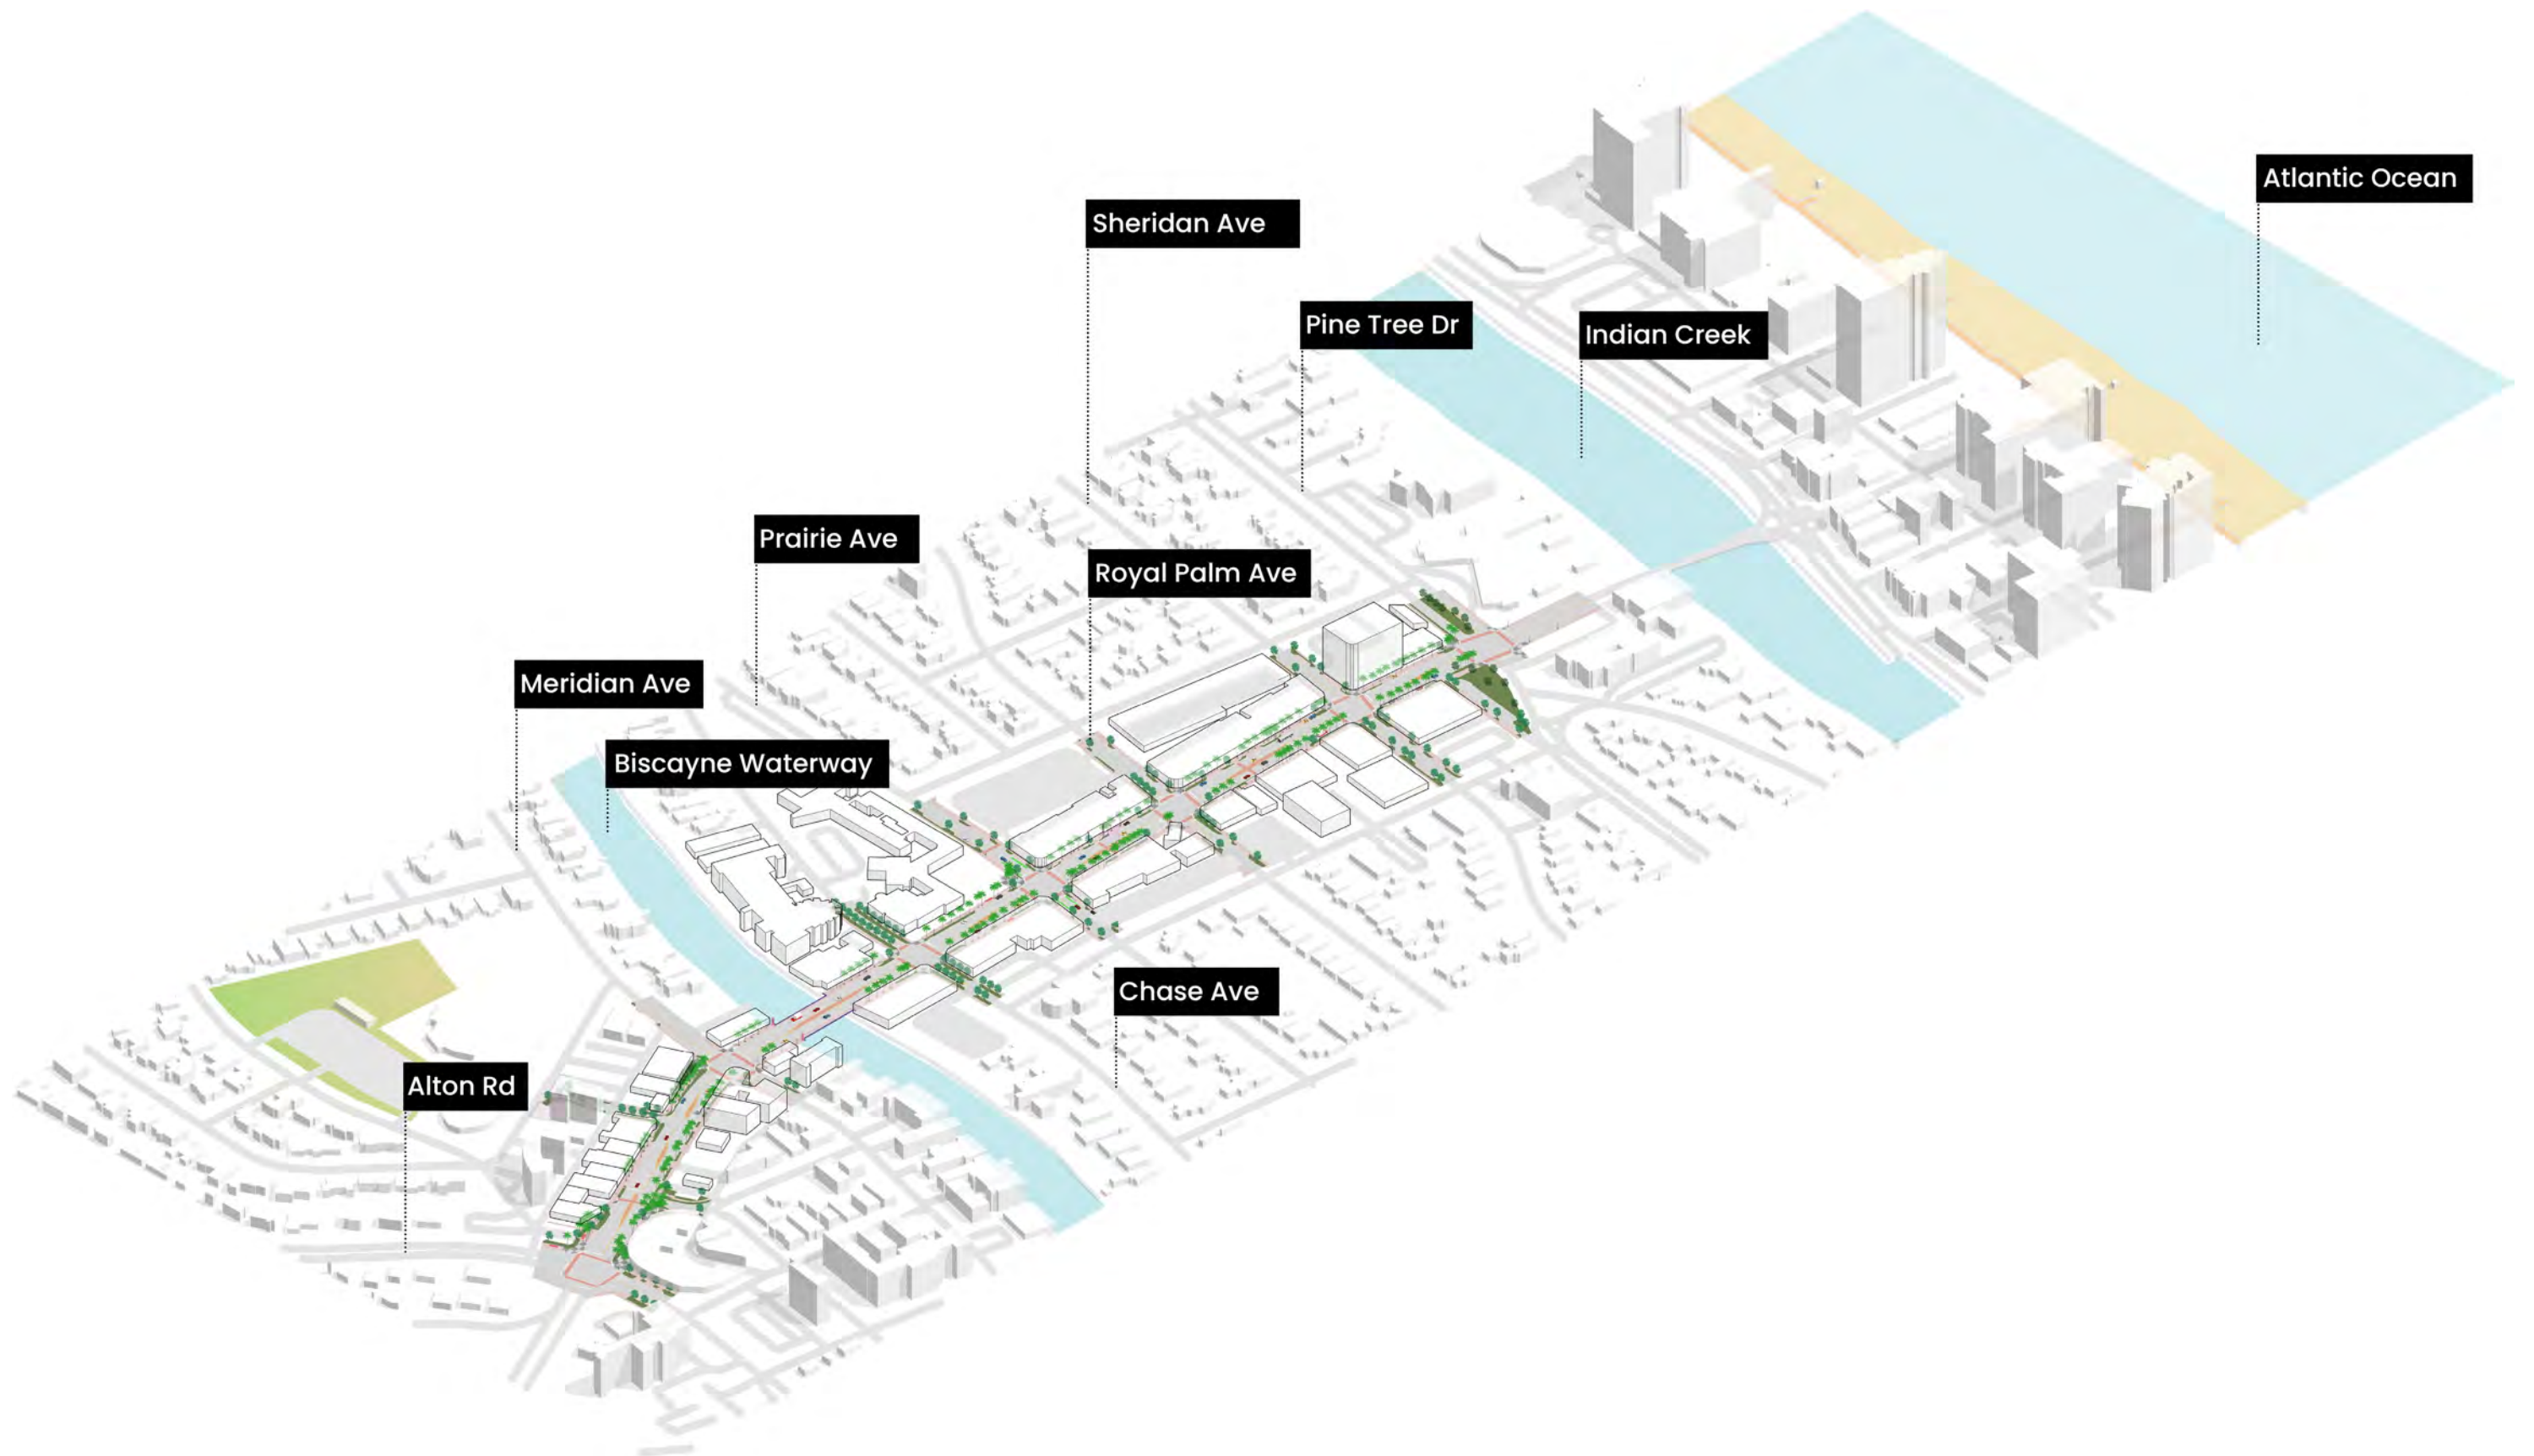 Atlantic Ocean
Sheridan Ave
Pine Tree Dr
Indian Creek
Prairie Ave
Royal Palm Ave
Meridian Ave
Biscayne Waterway
Chase Ave
Alton Rd